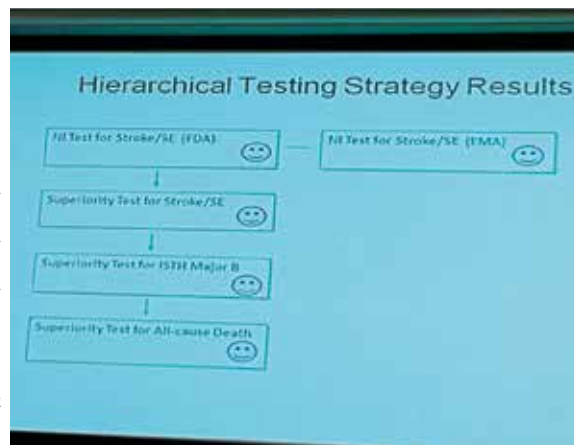 Hierarchical Testing Strategy Results
NI Test for Stroke/SE (FDA)
NI Test for Stroke/SE (EMA)
Superiority Test for Stroke/SE
Superiority Test for ISTH Major B
Superiority Test for All-cause Death